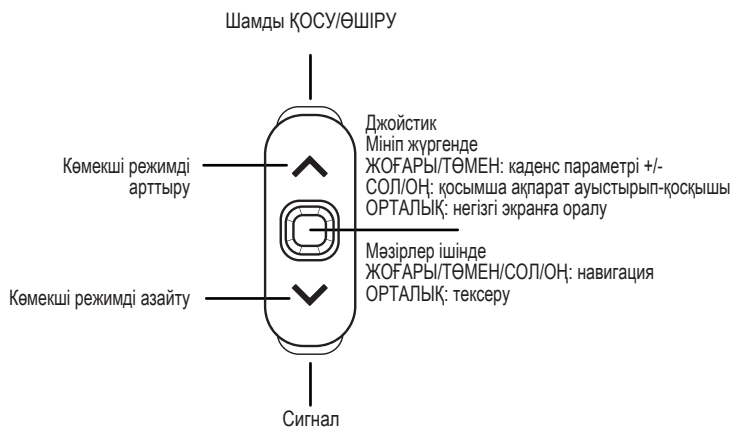 Шамды ҚОСУ/ӨШІРУ
Көмекші режимді
арттыру
Джойстик
Мініп жүргенде
ЖОҒАРЫ/ТӨМЕН: каденс параметрі +/-
СОЛ/ОҢ: қосымша ақпарат ауыстырып-қосқышы
ОРТАЛЫҚ: негізгі экранға оралу
Мәзірлер ішінде
ЖОҒАРЫ/ТӨМЕН/СОЛ/ОҢ: навигация
ОРТАЛЫҚ: тексеру
Көмекші режимді азайту
Сигнал